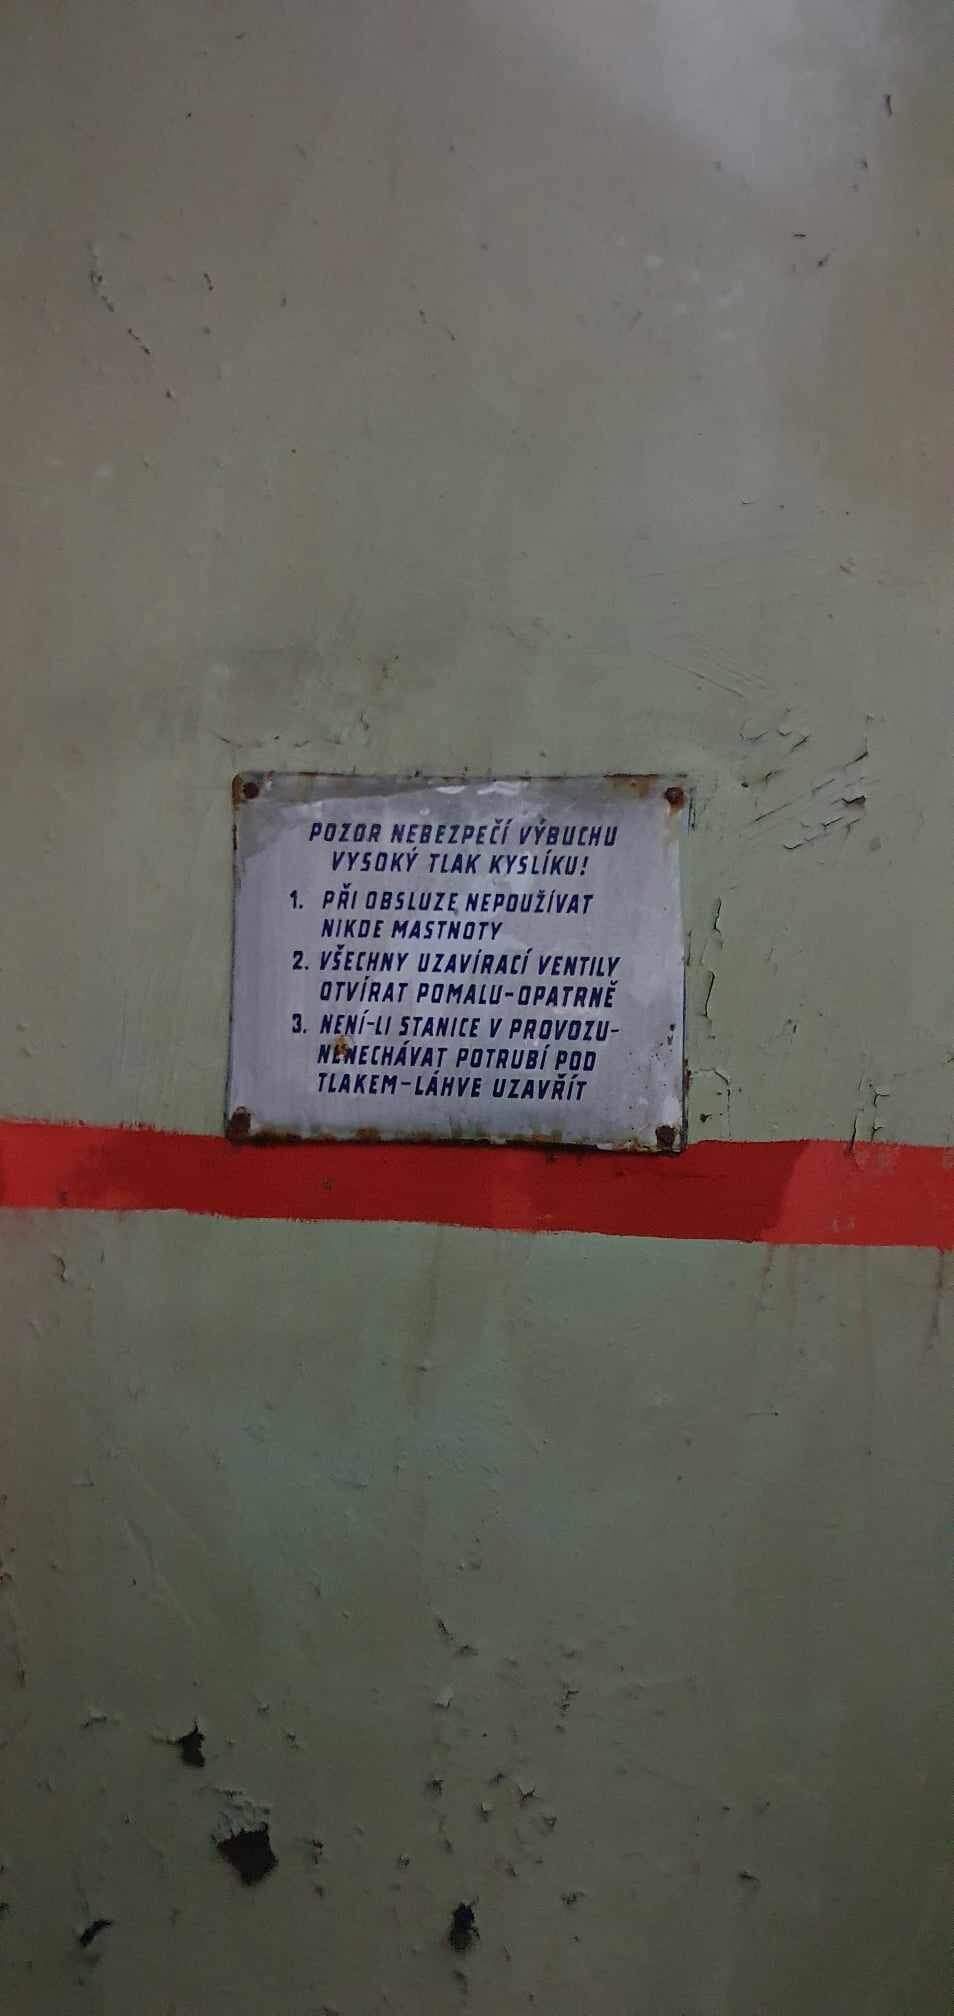 POZOR NEBEZPEČÍ VÝBUCHU
VYSOKÝ TLAK KYSLÍKU!
1. PŘI OBSLUZE NEPOUŽÍVAT
NIKDE MASTNOTY
2. VŠECHNY UZAVÍRACÍ VENTILY
OTVÍRAT POMALU-OPATRNĚ
3. NENÍ-LI STANICE V PROVOZU-
NENECHÁVAT POTRUBÍ POD
TLAKEM-LÁHVE UZAVŘÍT